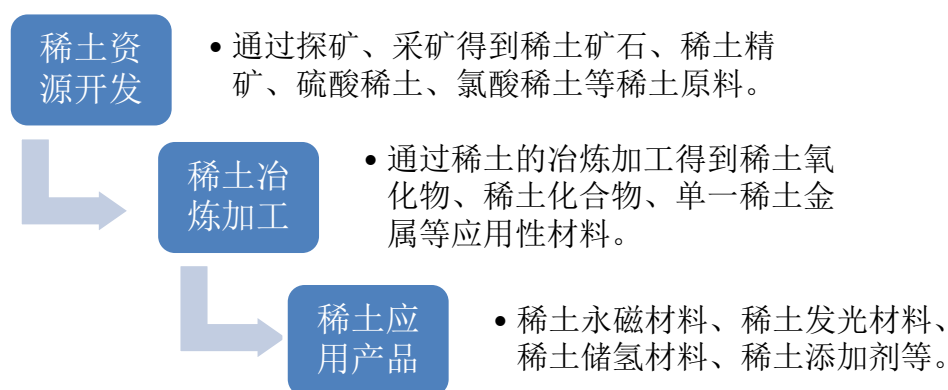 稀土资
源开发
• 通过探矿、采矿得到稀土矿石、稀土精
矿、硫酸稀土、氯酸稀土等稀土原料。
稀土冶
炼加工
• 通过稀土的冶炼加工得到稀土氧
化物、稀土化合物、单一稀土金
属等应用性材料。
稀土应
用产品
• 稀土永磁材料、稀土发光材料、
稀土储氢材料、稀土添加剂等。